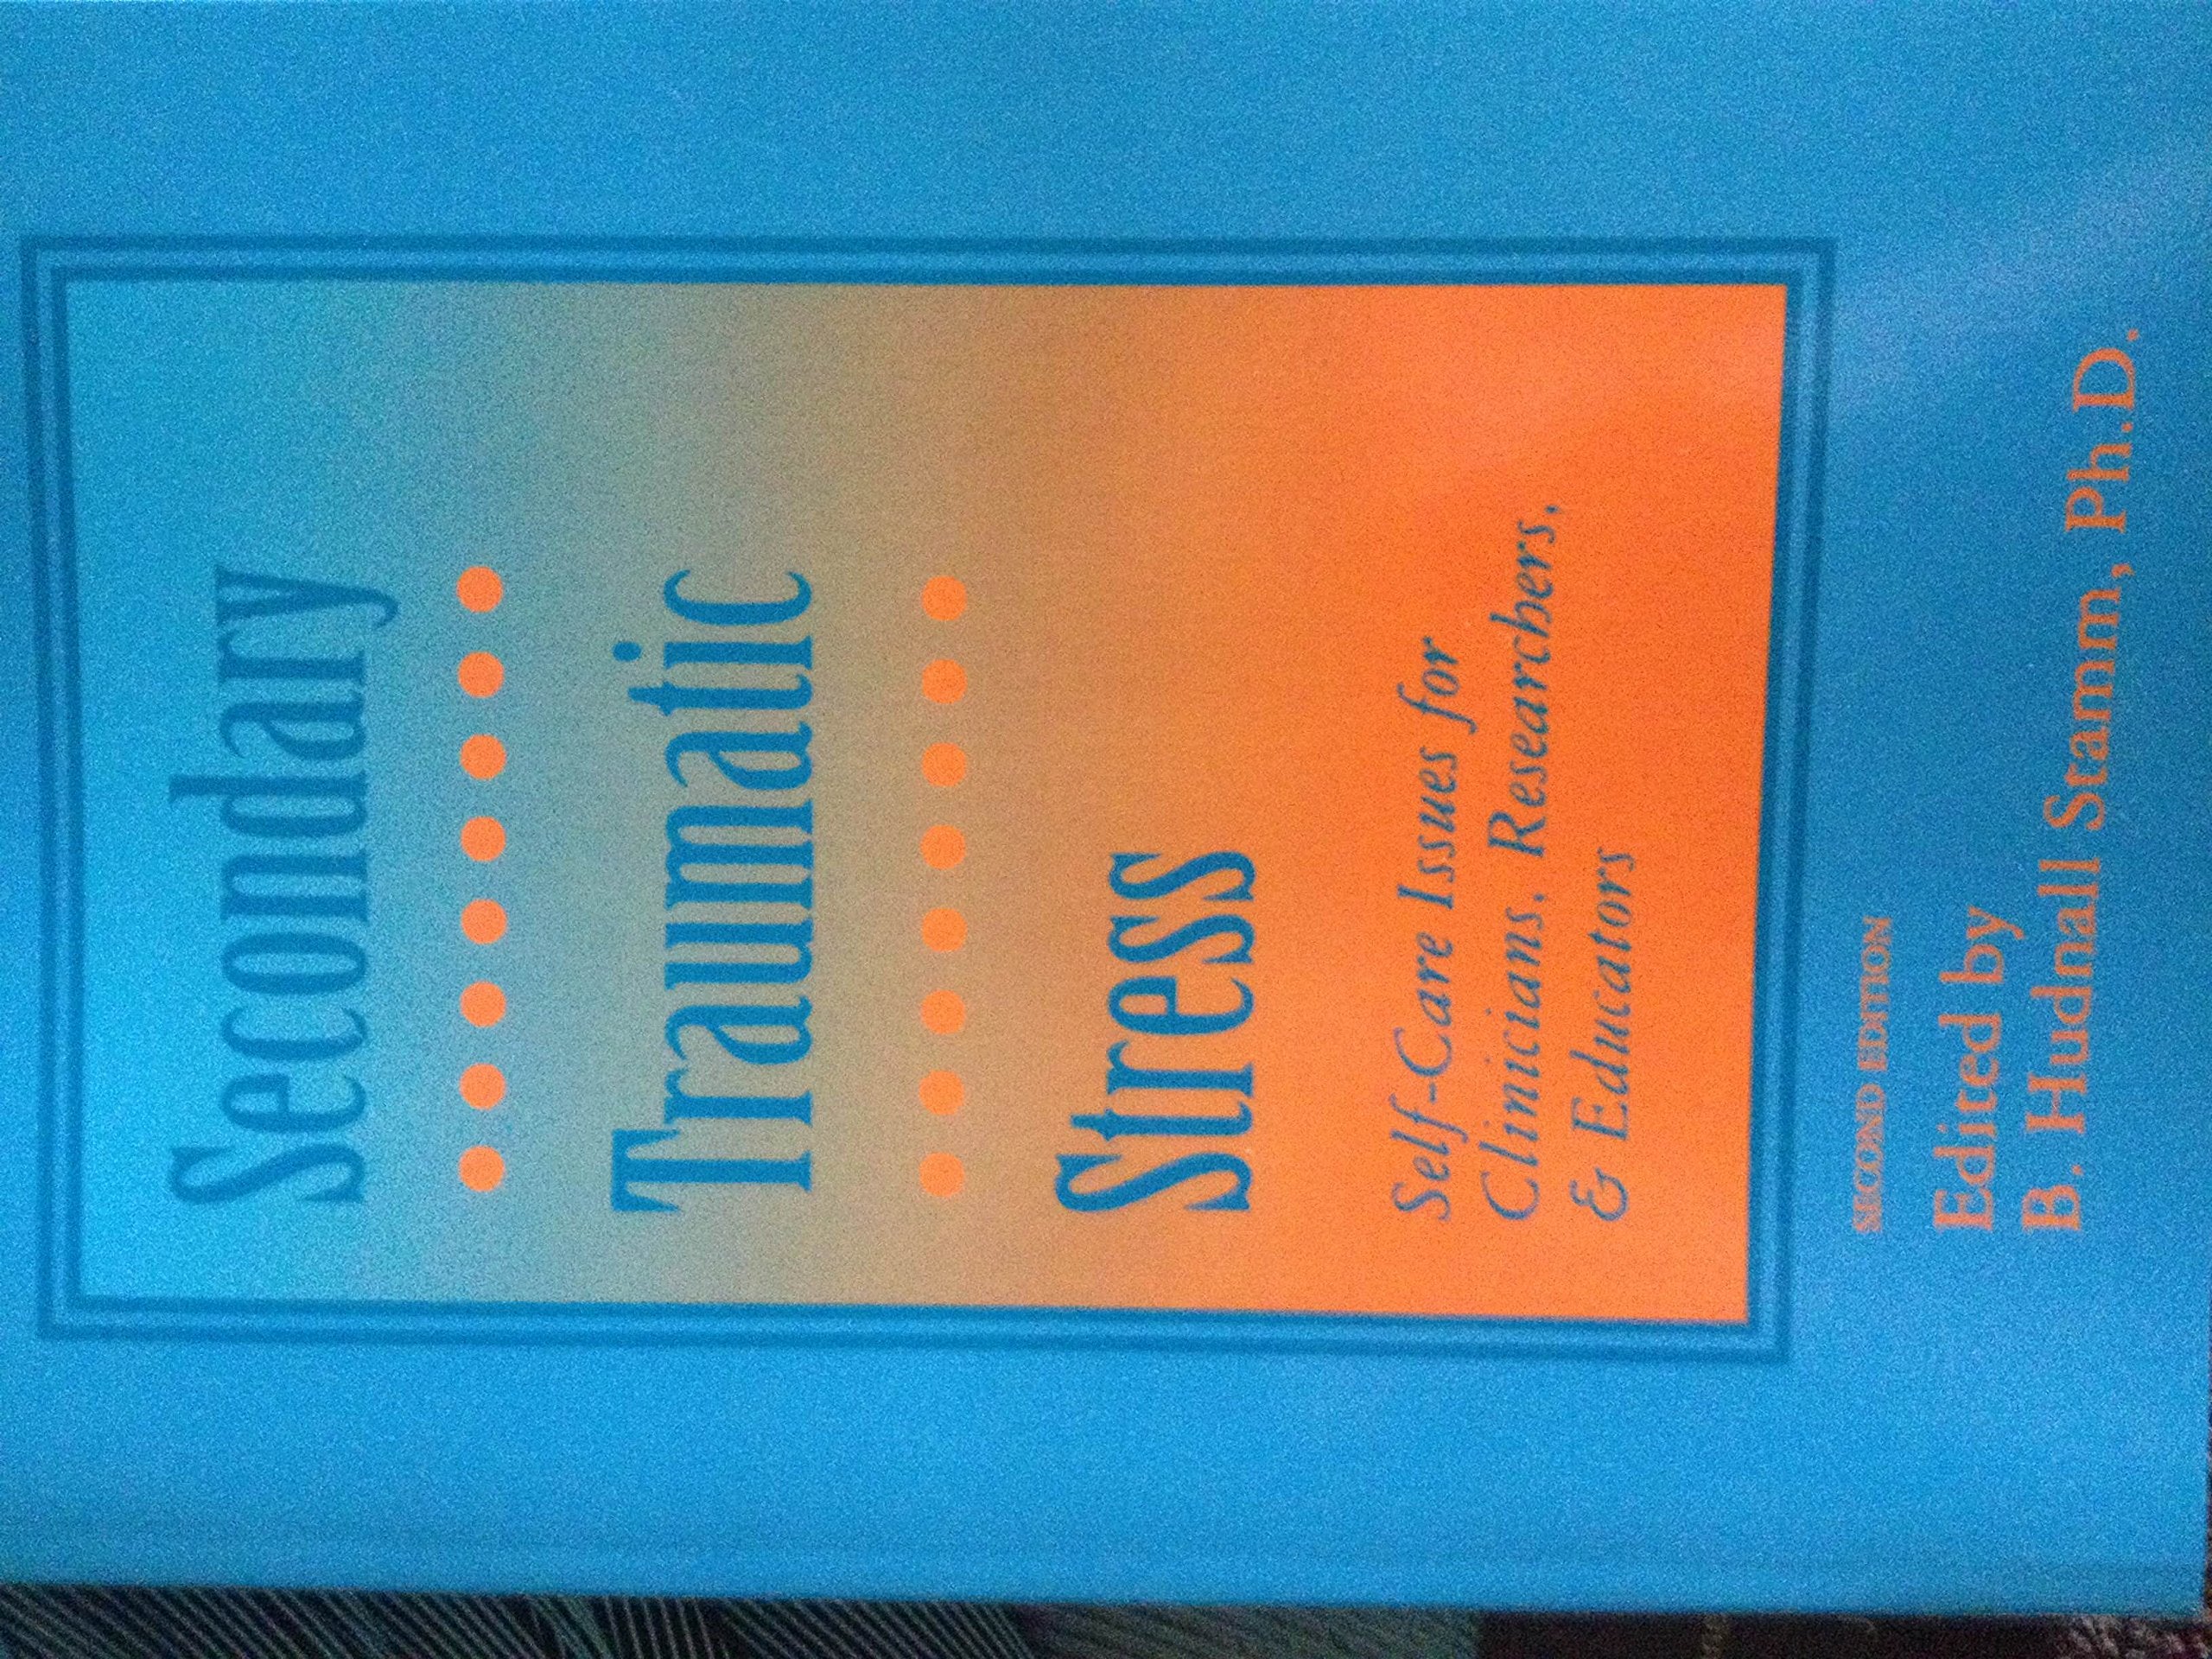 Secondary
Traumatic
Stress
Self-Care Issues for
Clinicians, Researchers,
& Educators
SECOND EDITION
Edited by
B. Hudnall Stamm, Ph.D.